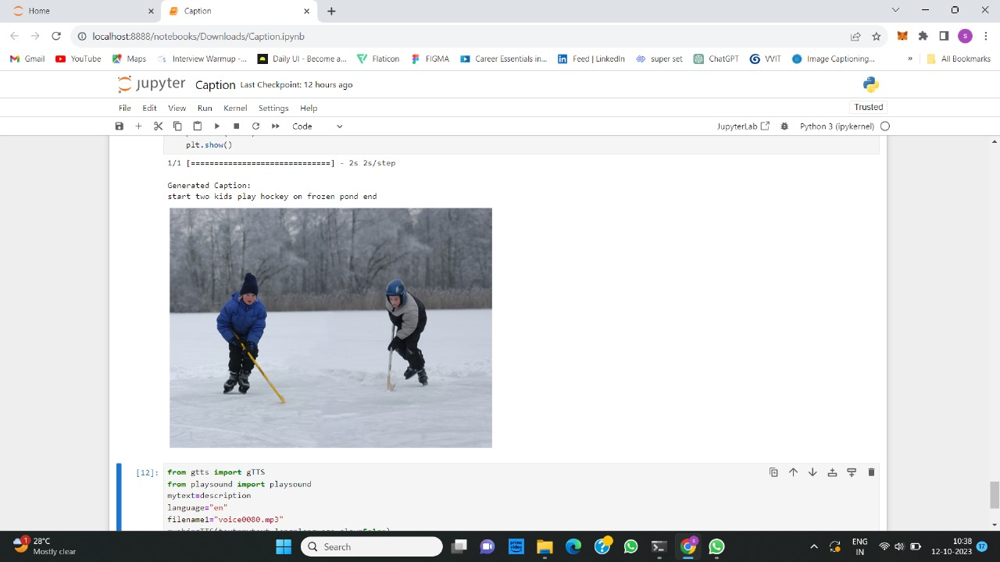 Home
Caption
localhost:8888/notebooks/Downloads/Caption.ipynb
S
Gmail YouTube Maps Interview Warmup -... Daily UI - Become a... Flaticon FIGMA Career Essentials in... Feed | LinkedIn super set ChatGPT VVIT Image Captioning... » All Bookmarks
jupyter Caption Last Checkpoint: 12 hours ago
File Edit View Run Kernel Settings Help Trusted
Code JupyterLab Python 3 (ipykernel)
plt.show()
1/1 [==============================] - 2s 2s/step
Generated Caption:
start two kids play hockey on frozen pond end
[12]: from gtts import gTTS
from playsound import playsound
mytext=description
language="en"
filename1="voice0080.mp3"
1 28°C
Mostly clear
Search
prime video
ENG
IN
10:38
12-10-2023
17